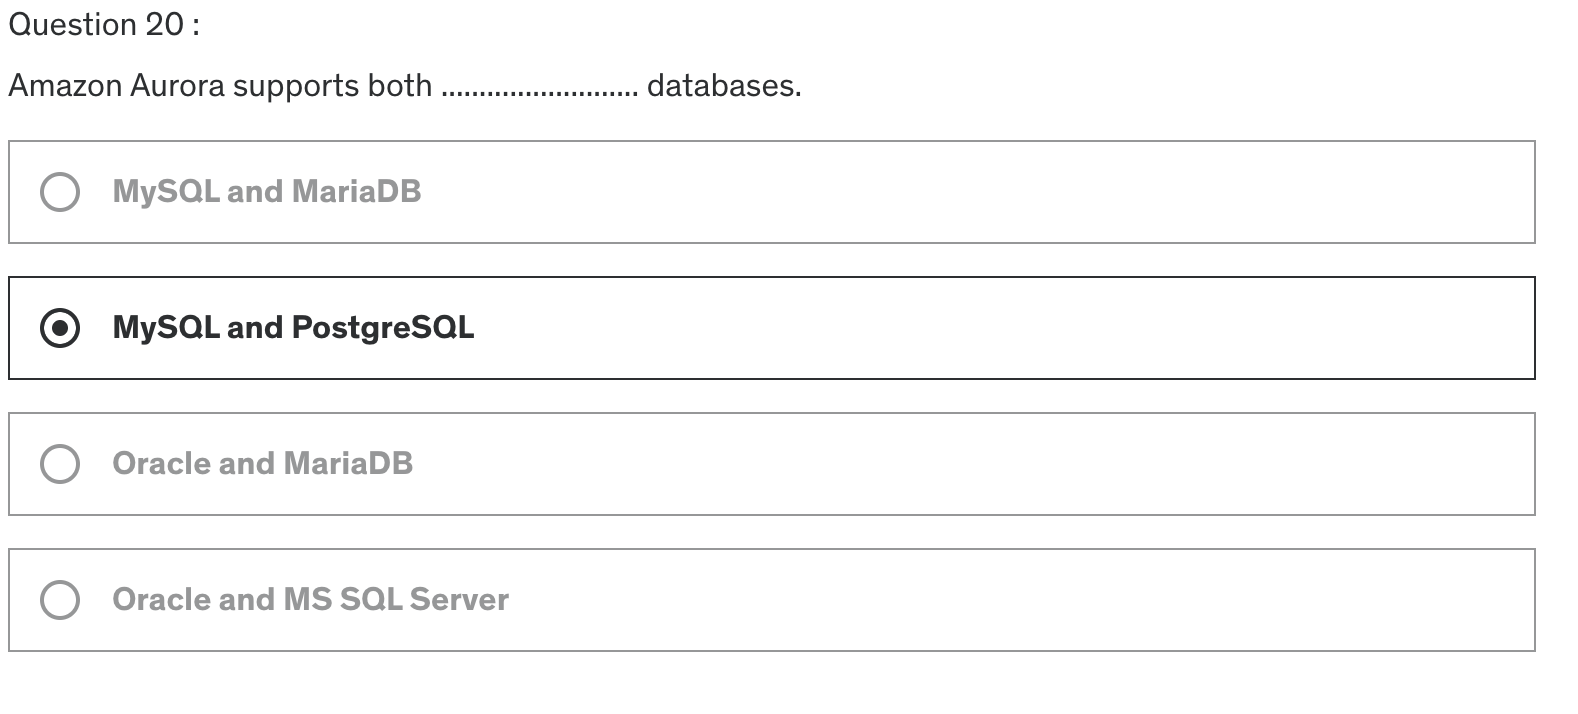 Question 20 :
Amazon Aurora supports both .......................... databases.
MySQL and MariaDB
MySQL and PostgreSQL
Oracle and MariaDB
Oracle and MS SQL Server